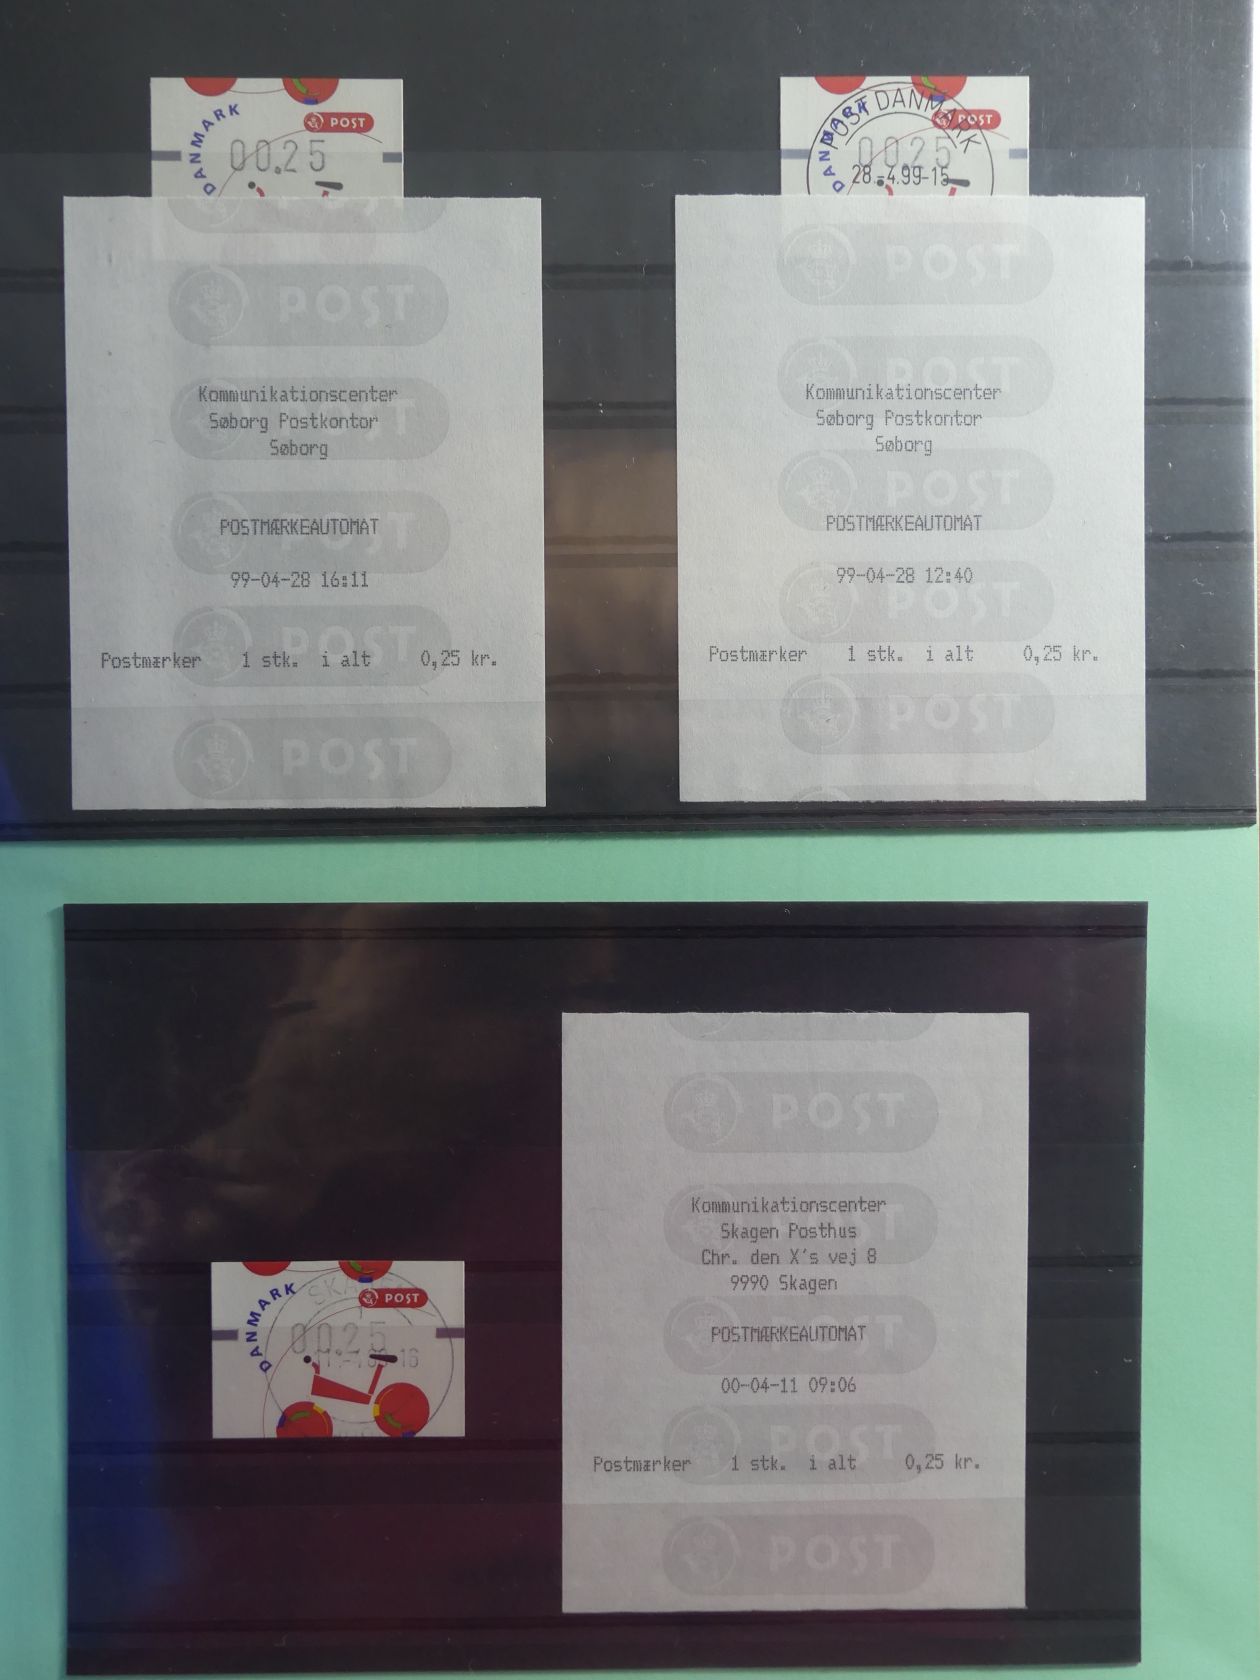 DANMARK
POST
00.25
POST
Kommunikationscenter
Søborg Postkontor
Søborg
POSTMÆRKEAUTOMAT
99-04-28 16:11
Postmærker 1 stk. i alt 0,25 kr.
POST
DANMARK
POST
POST DANMARK
00.25
28.-4.99-15
POST
Kommunikationscenter
Søborg Postkontor
Søborg
POST
POSTMÆRKEAUTOMAT
99-04-28 12:40
POST
Postmærker 1 stk. i alt 0,25 kr.
POST
DANMARK
POST
00.25
POST
Kommunikationscenter
Skagen Posthus
Chr. den X's vej 8
9990 Skagen
POSTMÆRKEAUTOMAT
00-04-11 09:06
Postmærker 1 stk. i alt 0,25 kr.
POST